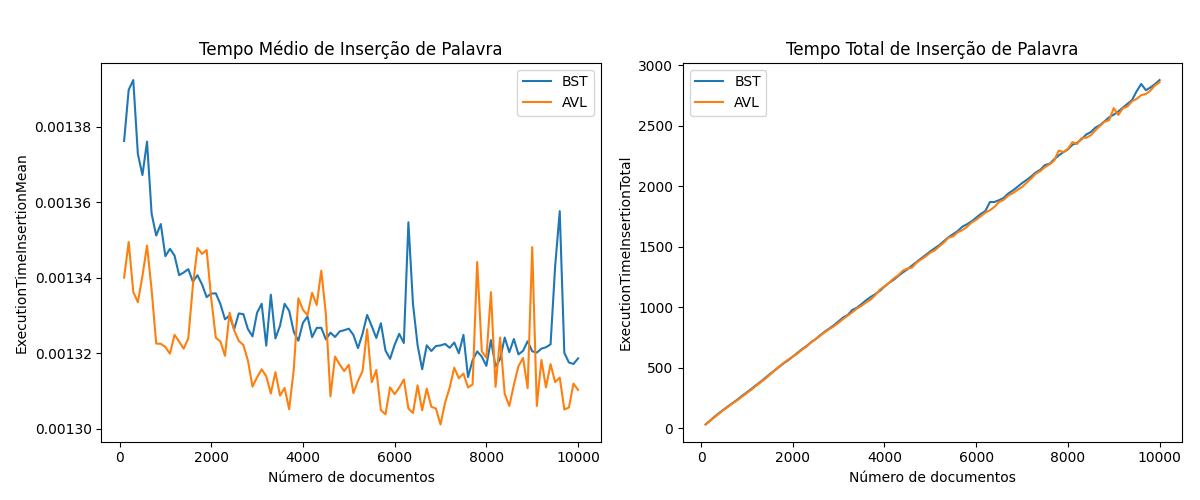 Tempo Médio de Inserção de Palavra
ExecutionTimeInsertionMean
0.00138
0.00136
0.00134
0.00132
0.00130
BST
AVL
0 2000 4000 6000 8000 10000
Número de documentos
Tempo Total de Inserção de Palavra
ExecutionTimeInsertionTotal
3000
2500
2000
1500
1000
500
0
BST
AVL
0 2000 4000 6000 8000 10000
Número de documentos